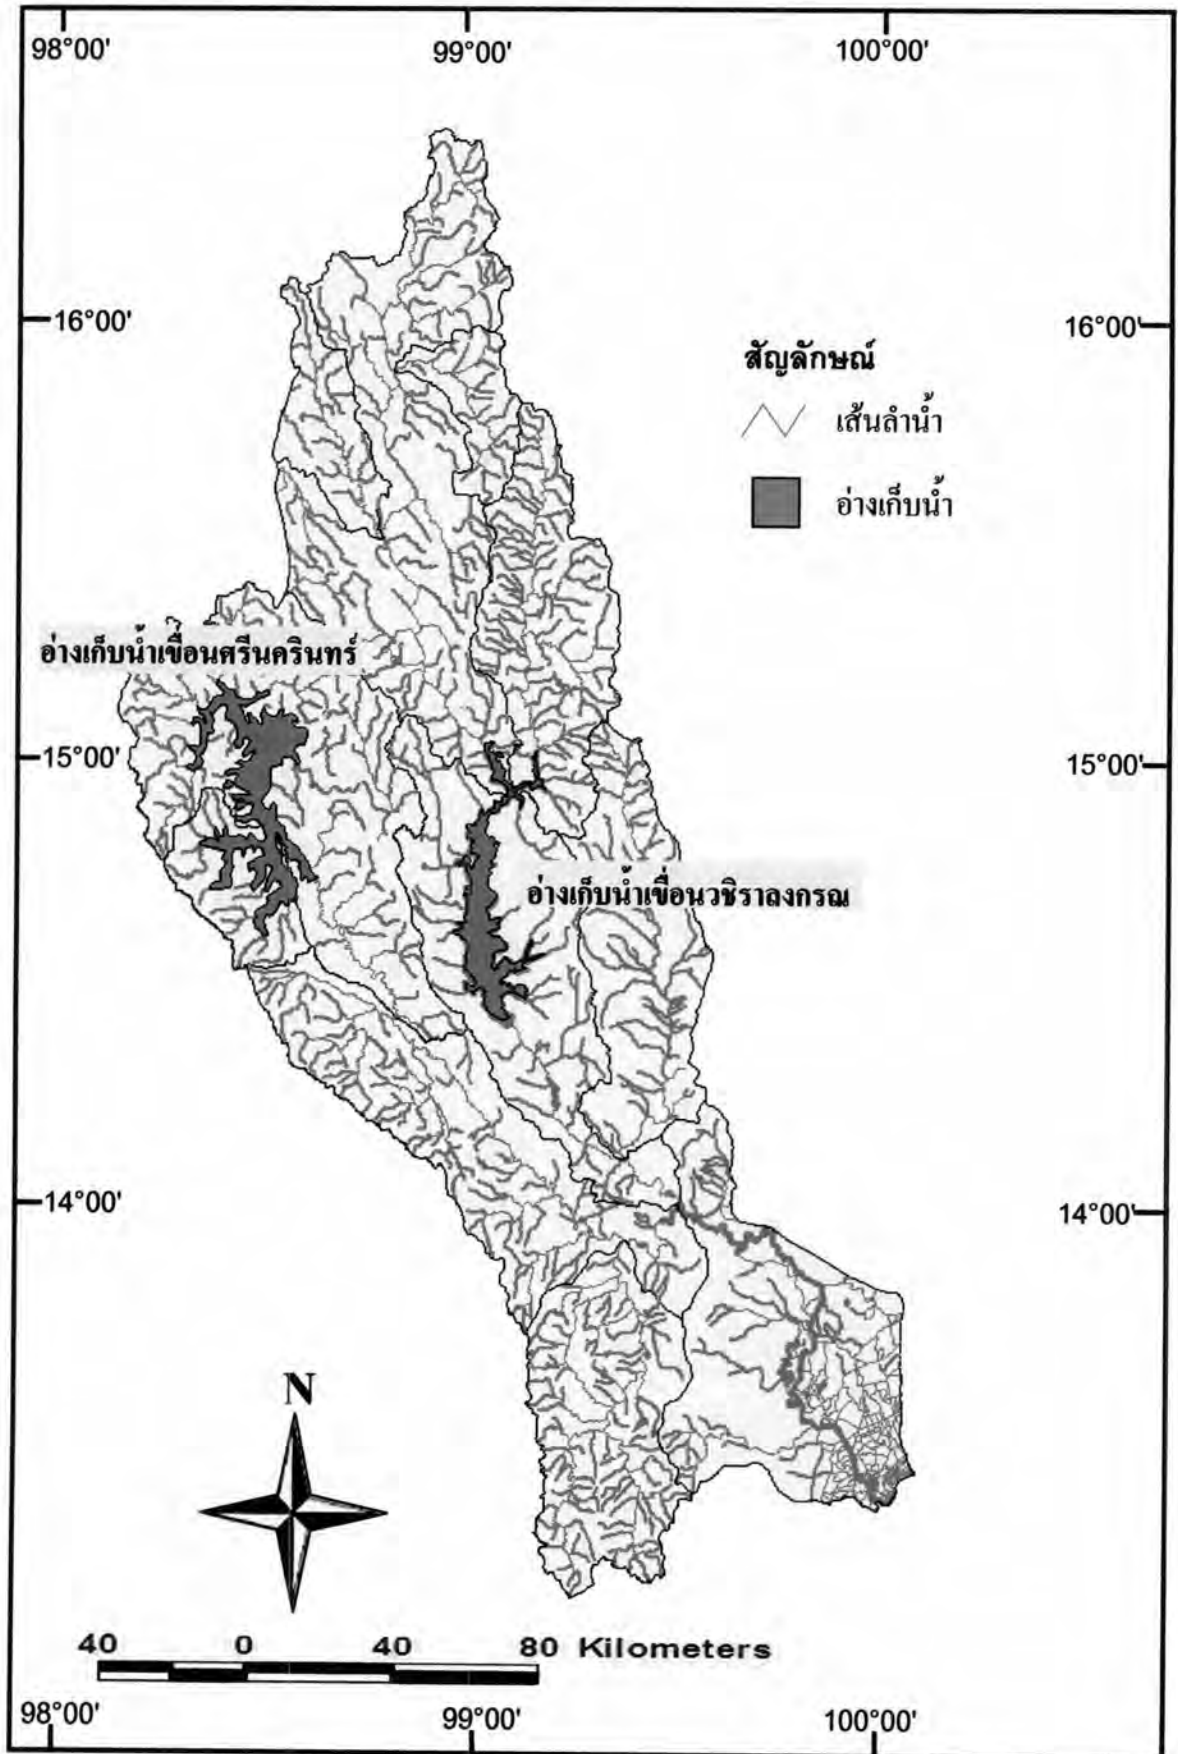 98°00' 99°00' 100°00'
16°00' 16°00'
สัญลักษณ์
เส้นลำน้ำ
อ่างเก็บน้ำ
อ่างเก็บน้ำเขื่อนศรีนครินทร์
15°00' 15°00'
อ่างเก็บน้ำเขื่อนวชิราลงกรณ
14°00' 14°00'
N
40 0 40 80 Kilometers
98°00' 99°00' 100°00'